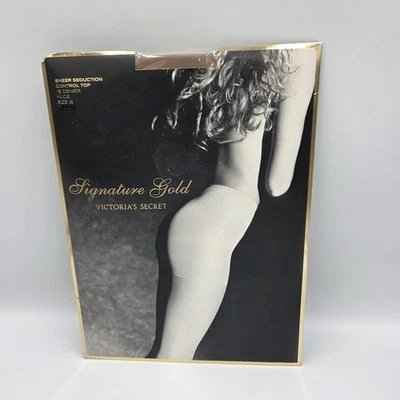 SHEER SEDUCTION
CONTROL TOP
15 DENIER
NUDE
SIZE B
Signature Gold
VICTORIA'S SECRET